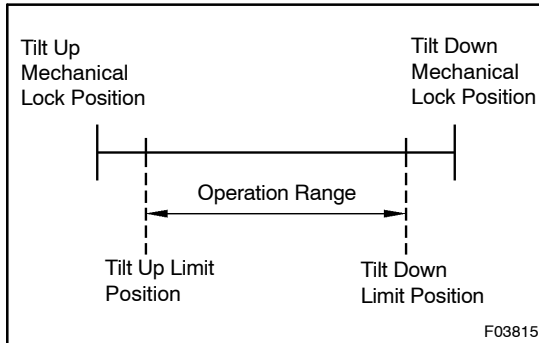 Tilt Up
Mechanical
Lock Position
Tilt Down
Mechanical
Lock Position
Operation Range
Tilt Up Limit
Position
Tilt Down
Limit Position
F03815